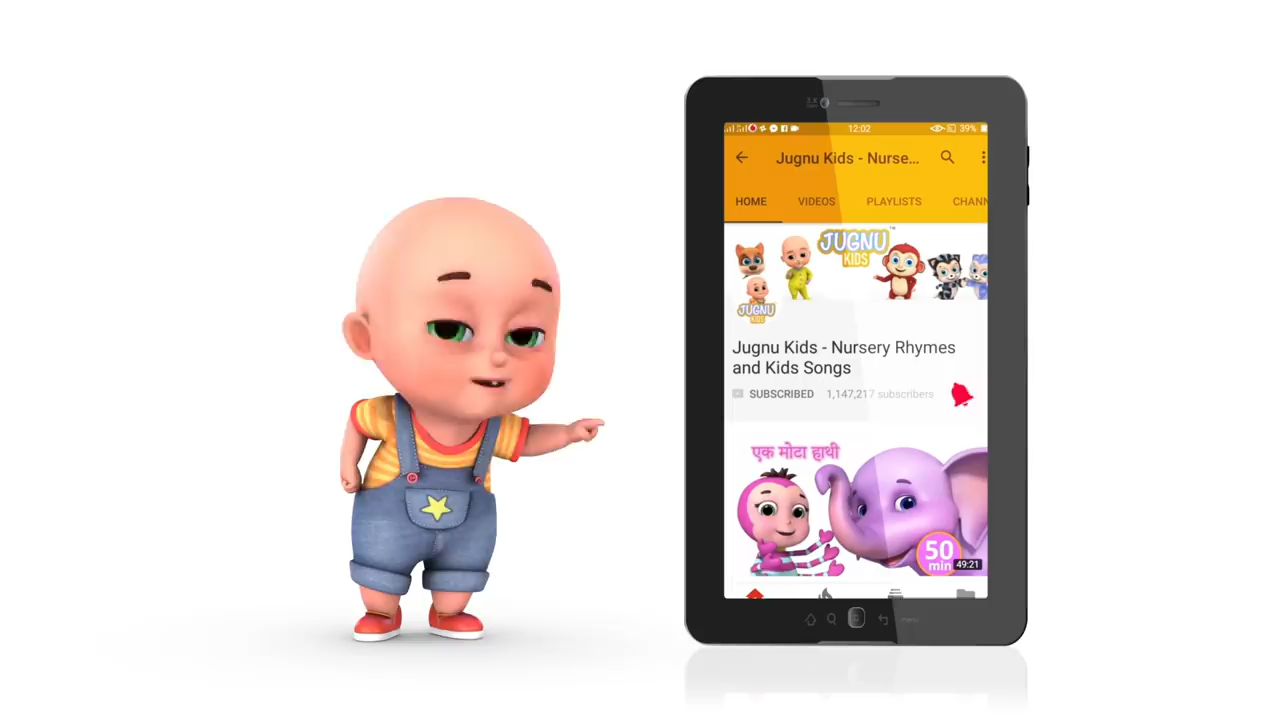 12:02
39%
Jugnu Kids - Nurse...
HOME
VIDEOS
PLAYLISTS
CHANN
JUGNU
KIDS
JUGNU
KIDS
Jugnu Kids - Nursery Rhymes
and Kids Songs
SUBSCRIBED 1,147,217 subscribers
एक मोटा हाथी
50
min
49:21